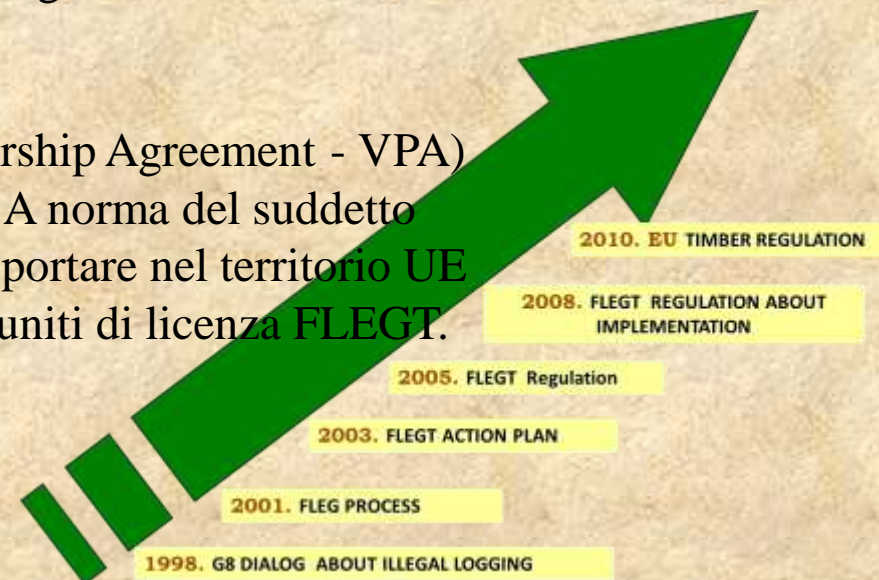 g
rship Agreement - VPA)
A norma del suddetto
portare nel territorio UE
uniti di licenza FLEGT.
2010. EU TIMBER REGULATION
2008. FLEGT REGULATION ABOUT
IMPLEMENTATION
2005. FLEGT Regulation
2003. FLEGT ACTION PLAN
2001. FLEG PROCESS
1998. G8 DIALOG ABOUT ILLEGAL LOGGING